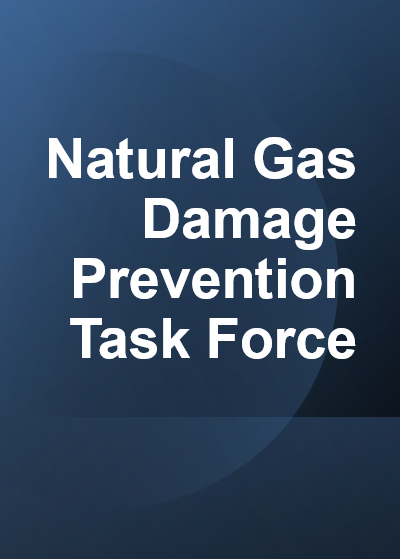 Natural Gas
Damage
Prevention
Task Force